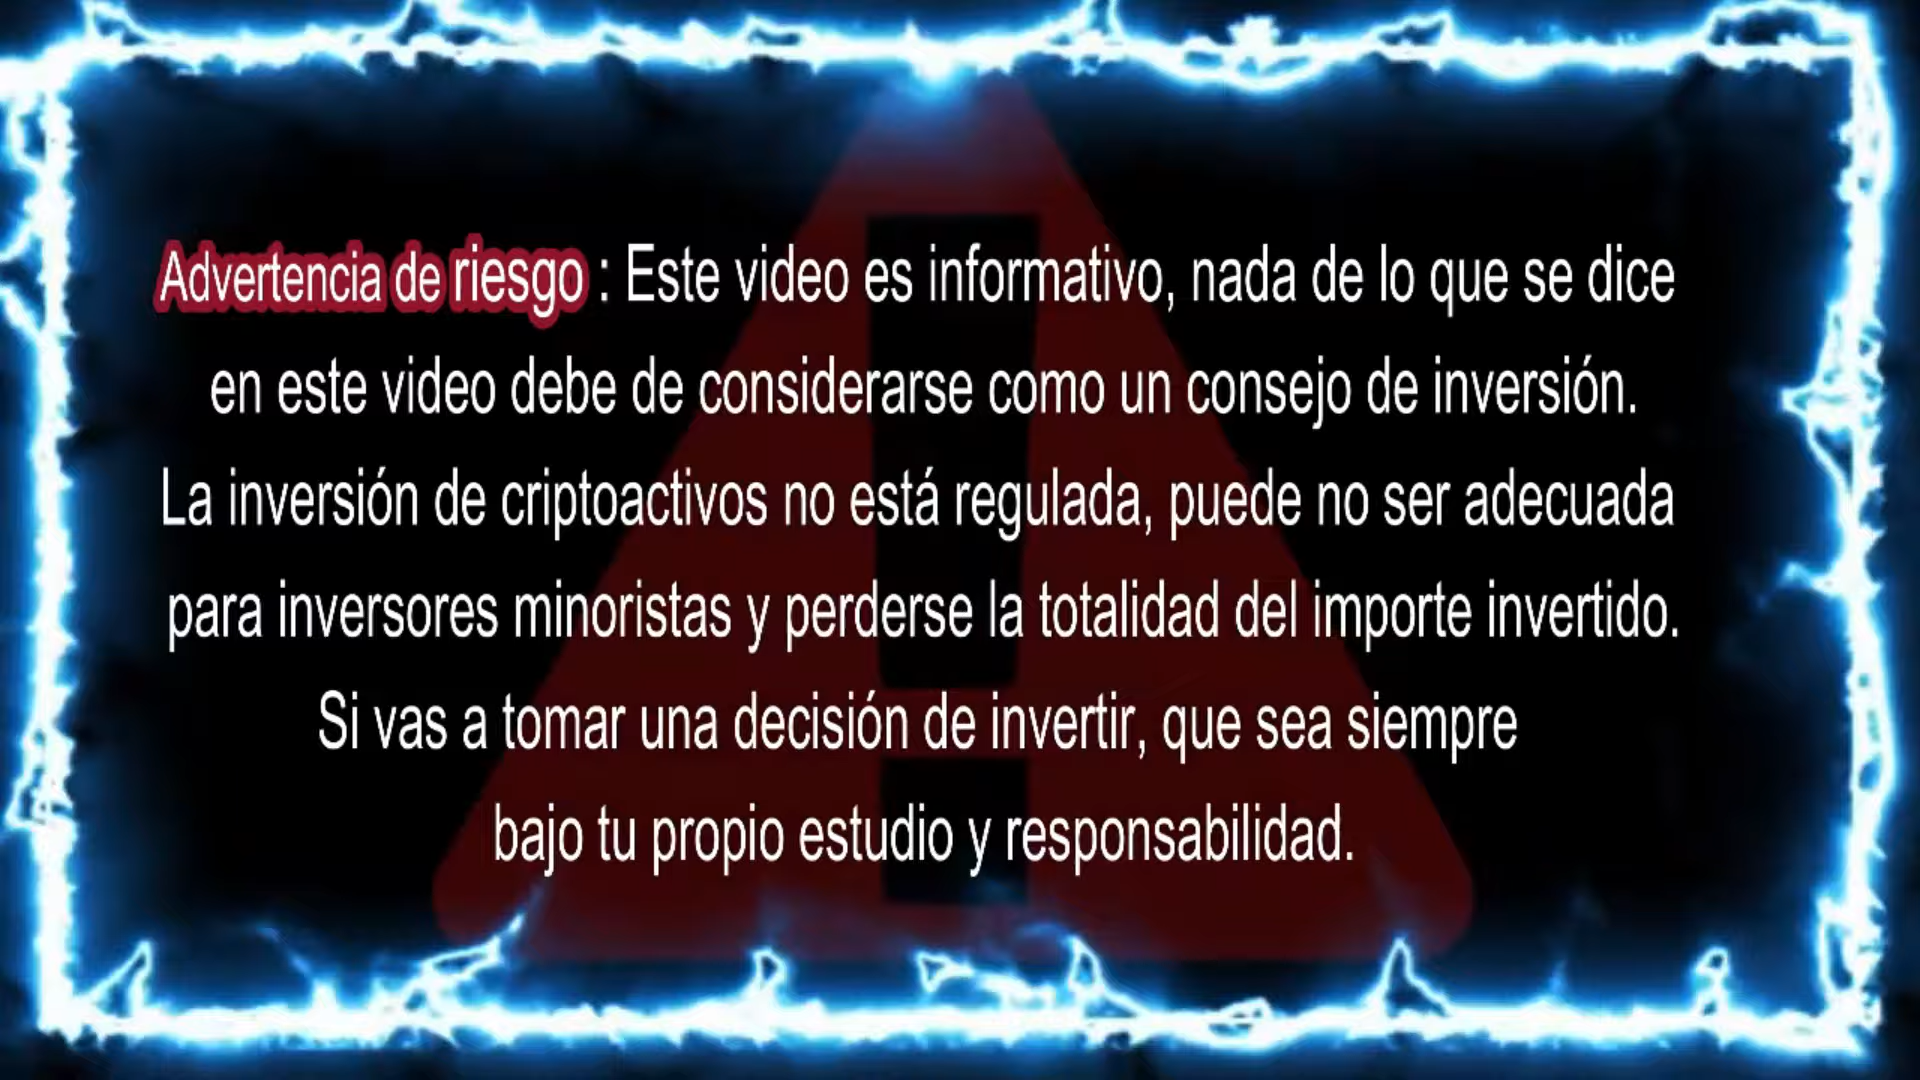 Advertencia de riesgo : Este video es informativo, nada de lo que se dice
en este video debe de considerarse como un consejo de inversión.
La inversión de criptoactivos no está regulada, puede no ser adecuada
para inversores minoristas y perderse la totalidad del importe invertido.
Si vas a tomar una decisión de invertir, que sea siempre
bajo tu propio estudio y responsabilidad.